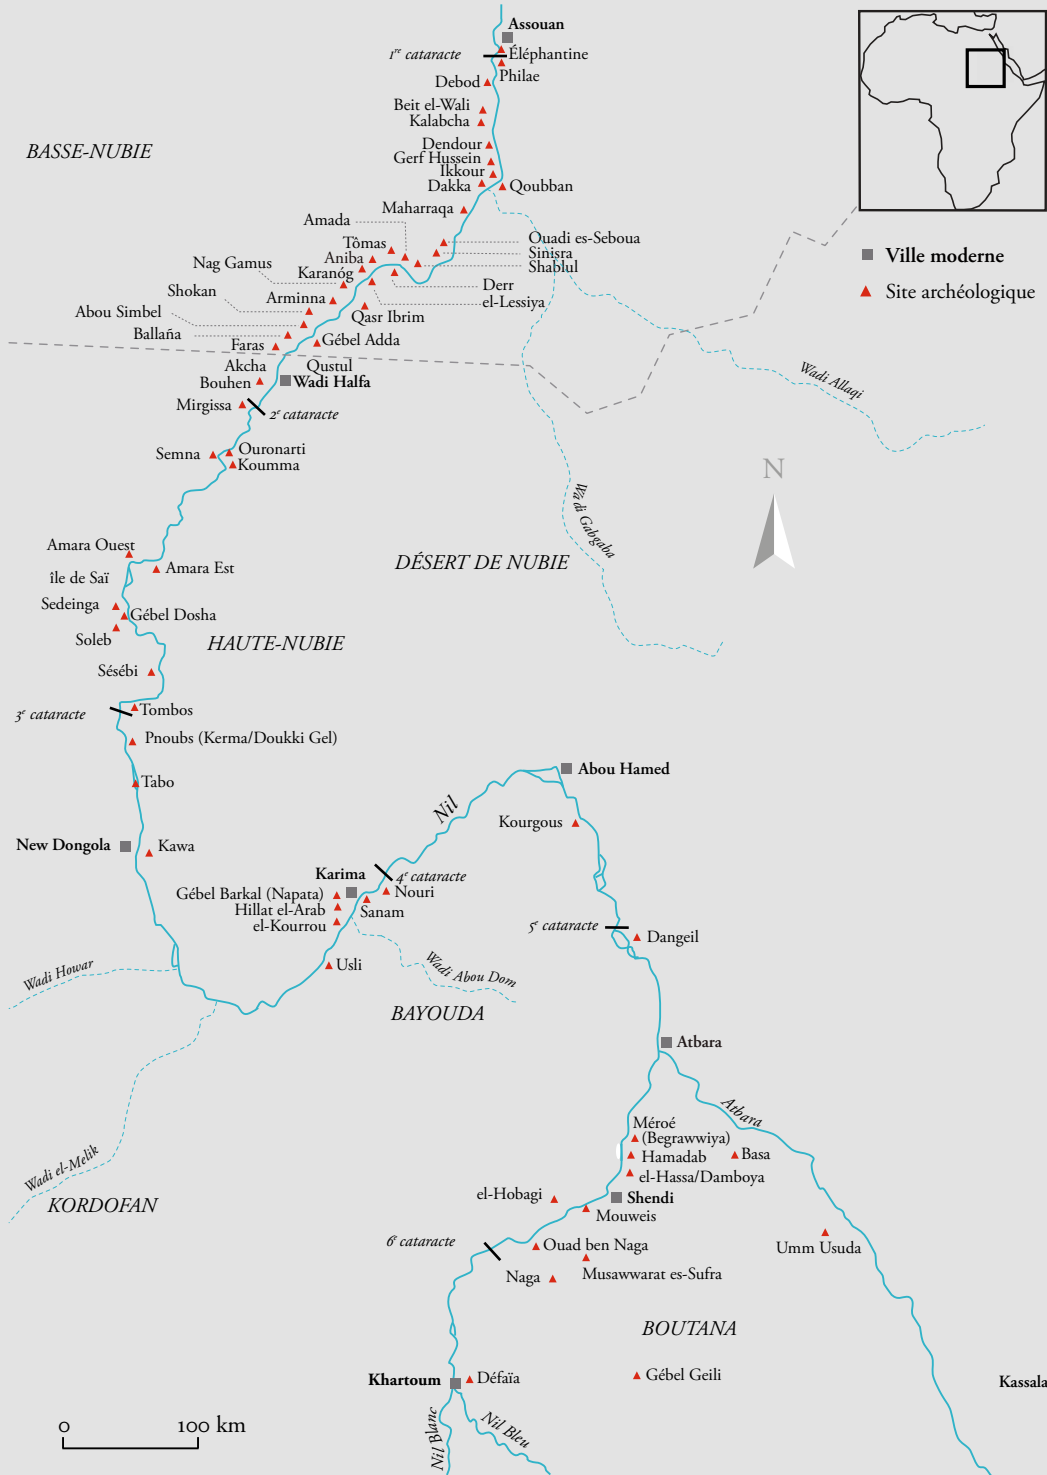 Assouan
1re cataracte
Éléphantine
Philae
Debod
Beit el-Wali
Kalabcha
BASSE-NUBIE
Dendour
Gerf Hussein
Ikkour
Dakka
Qoubban
Maharraqa
Amada
Ouadi es-Seboua
Tômas
Sinisra
Aniba
Shablul
Nag Gamus
Karanóg
Derr
Shokan
Arminna
el-Lessiya
Abou Simbel
Qasr Ibrim
Ballaña
Faras
Gébel Adda
Ville moderne
Site archéologique
Akcha
Qustul
Bouhen
Wadi Halfa
Wadi Allaqi
Mirgissa
2e cataracte
Semna
Ouronarti
Koumma
N
Wadi Gabgaba
Amara Ouest
Amara Est
DÉSERT DE NUBIE
île de Saï
Sedeinga
Gébel Dosha
Soleb
HAUTE-NUBIE
Sésébi
3e cataracte
Tombos
Pnoubs (Kerma/Doukki Gel)
Tabo
Abou Hamed
Nil
Kourgous
New Dongola
Kawa
Karima
4e cataracte
Gébel Barkal (Napata)
Nouri
Hillat el-Arab
Sanam
el-Kourrou
5e cataracte
Dangeil
Usli
Wadi Howar
Wadi Abou Dom
BAYOUDA
Atbara
Atbara
Méroé
(Begrawwiya)
Hamadab
Basa
el-Hassa/Damboya
Wadi el-Melik
KORDOFAN
el-Hobagi
Shendi
Mouweis
6e cataracte
Ouad ben Naga
Umm Usuda
Naga
Musawwarat es-Sufra
BOUTANA
Khartoum
Défaïa
Gébel Geili
Kassala
0
100 km
Nil Blanc
Nil Bleu